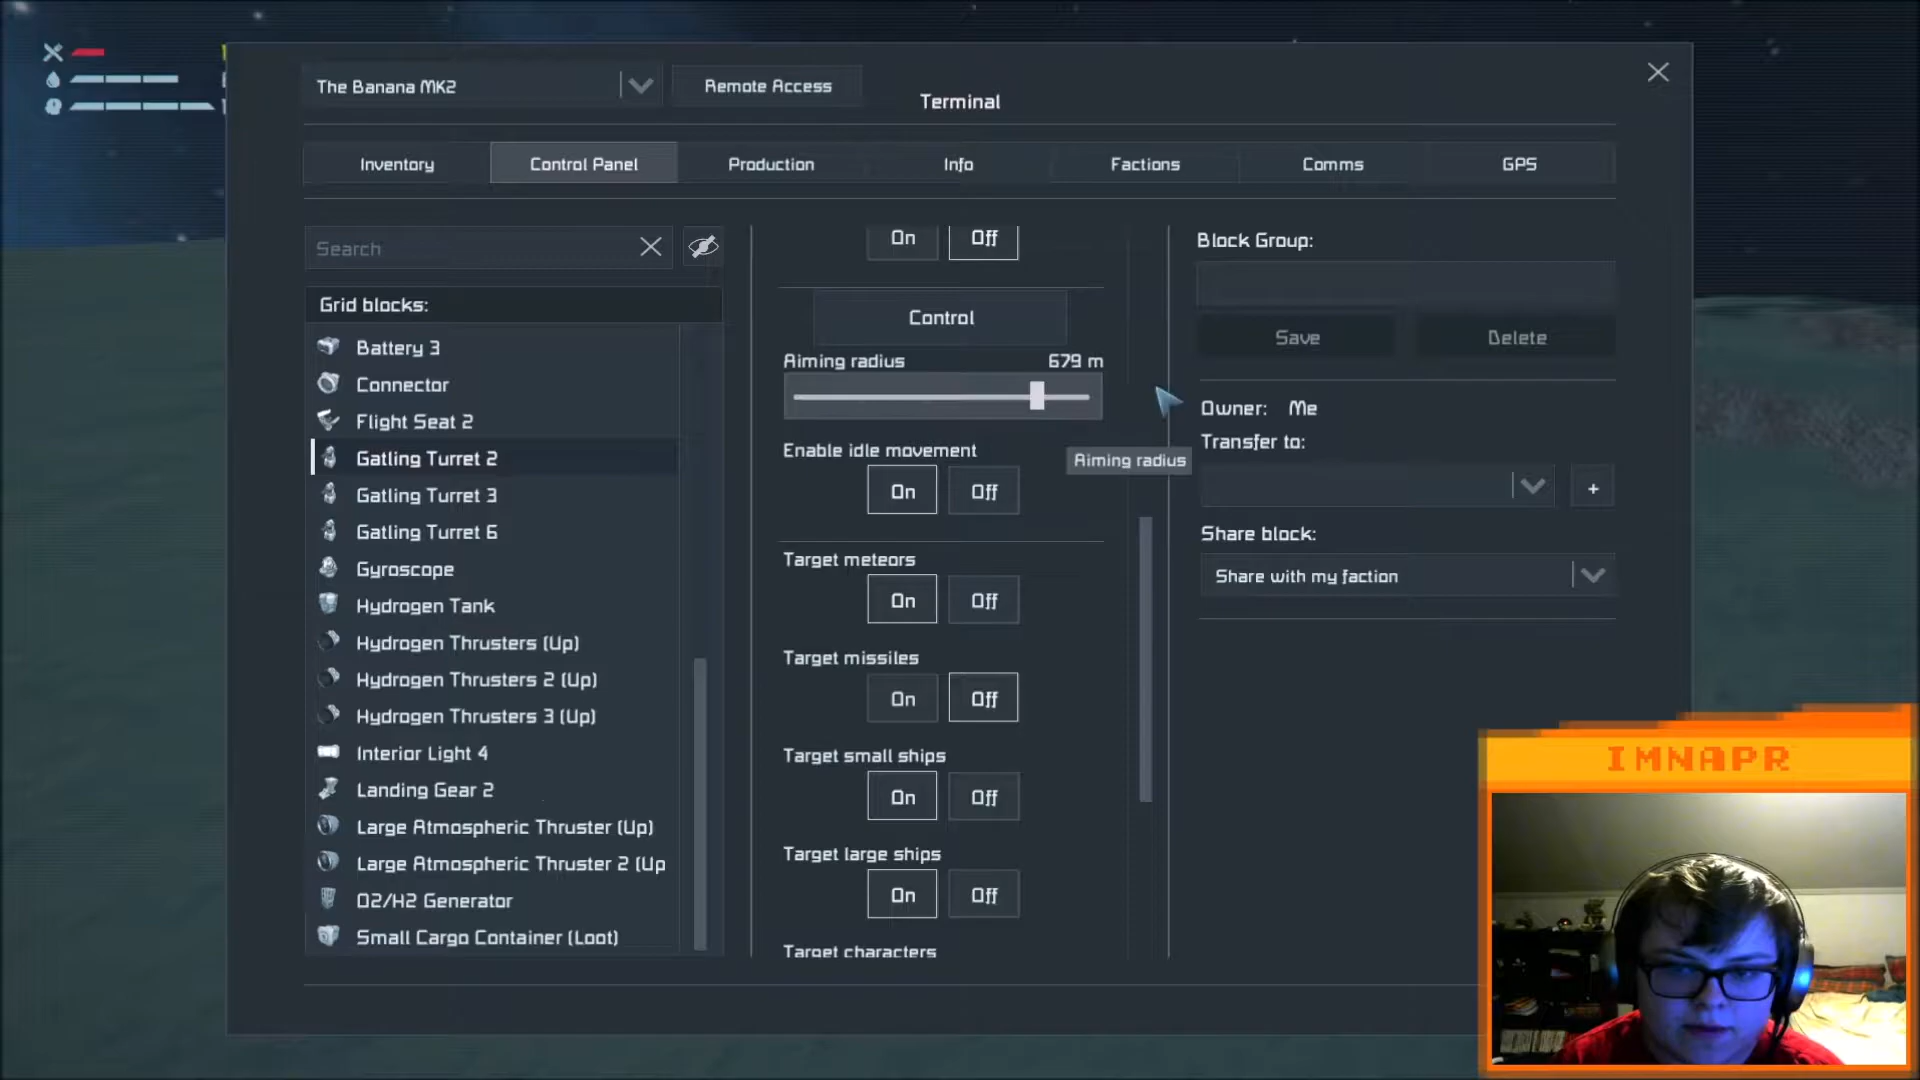 The Banana MK2
Remote Access
Terminal
Inventory
Control Panel
Production
Info
Factions
Comms
GPS
Search
Grid blocks:
Battery 3
Connector
Flight Seat 2
Gatling Turret 2
Gatling Turret 3
Gatling Turret 6
Gyroscope
Hydrogen Tank
Hydrogen Thrusters (Up)
Hydrogen Thrusters 2 (Up)
Hydrogen Thrusters 3 (Up)
Interior Light 4
Landing Gear 2
Large Atmospheric Thruster (Up)
Large Atmospheric Thruster 2 (Up
O2/H2 Generator
Small Cargo Container (Loot)
On Off
Control
Aiming radius 679 m
Enable idle movement
On Off
Aiming radius
Target meteors
On Off
Target missiles
On Off
Target small ships
On Off
Target large ships
On Off
Target characters
Block Group:
Save Delete
Owner: Me
Transfer to:
+
Share block:
Share with my faction
IMNAPR